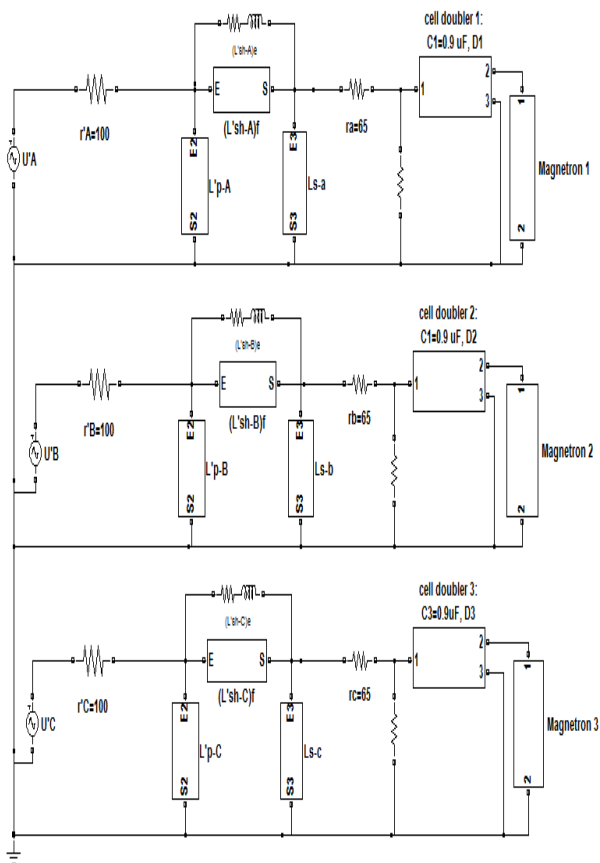 cell doubler 1:
C1=0.9 uF, D1
(L'sh-A)e
E S
(L'sh-A)f
r'A=100
ra=65
1 2 3
1
2
Magnetron 1
U'A
E2
L'p-A
S2
E3
Ls-a
S3
cell doubler 2:
C1=0.9 uF, D2
(L'sh-B)e
E S
(L'sh-B)f
r'B=100
rb=65
1 2 3
1
2
Magnetron 2
U'B
E2
L'p-B
S2
E3
Ls-b
S3
cell doubler 3:
C3=0.9uF, D3
(L'sh-C)e
E S
(L'sh-C)f
r'C=100
rc=65
1 2 3
1
2
Magnetron 3
U'C
E2
L'p-C
S2
E3
Ls-c
S3